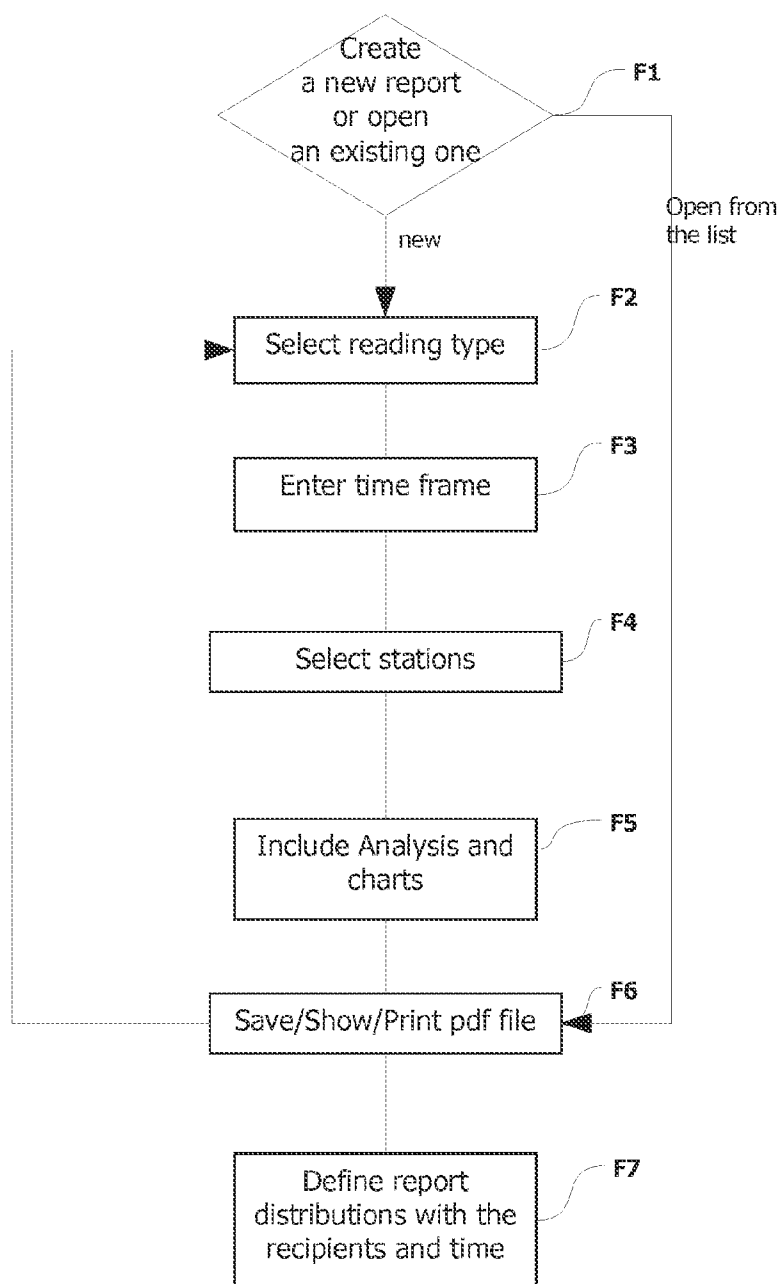 Create
a new report
or open
an existing one
F1
Open from
the list
new
F2
Select reading type
F3
Enter time frame
F4
Select stations
F5
Include Analysis and
charts
F6
Save/Show/Print pdf file
F7
Define report
distributions with the
recipients and time